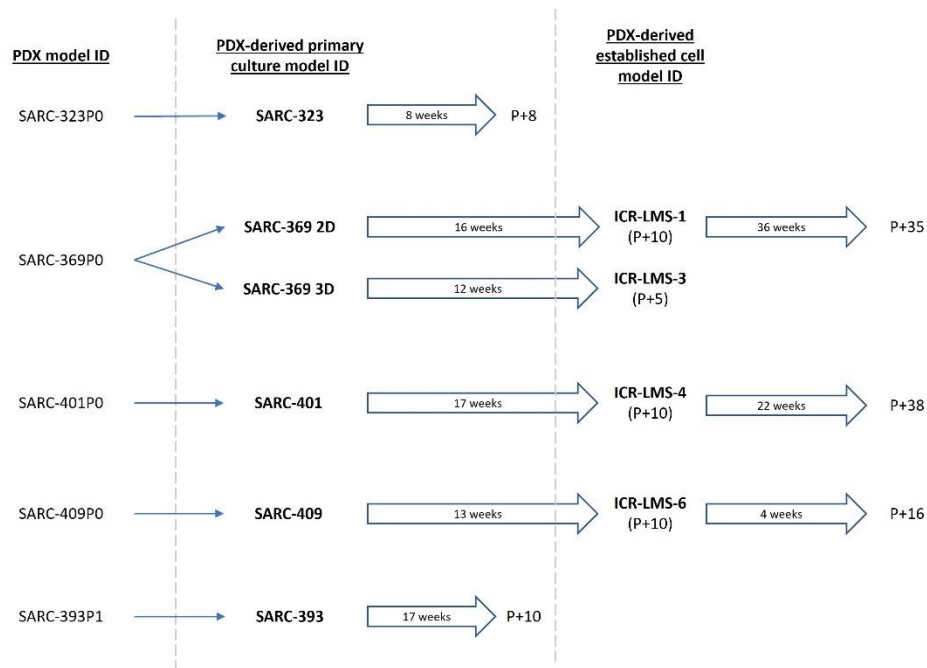 PDX model ID
PDX-derived primary
culture model ID
PDX-derived
established cell
model ID
SARC-323P0
SARC-323
8 weeks
P+8
SARC-369P0
SARC-369 2D
16 weeks
ICR-LMS-1
(P+10)
36 weeks
P+35
SARC-369 3D
12 weeks
ICR-LMS-3
(P+5)
SARC-401P0
SARC-401
17 weeks
ICR-LMS-4
(P+10)
22 weeks
P+38
SARC-409P0
SARC-409
13 weeks
ICR-LMS-6
(P+10)
4 weeks
P+16
SARC-393P1
SARC-393
17 weeks
P+10